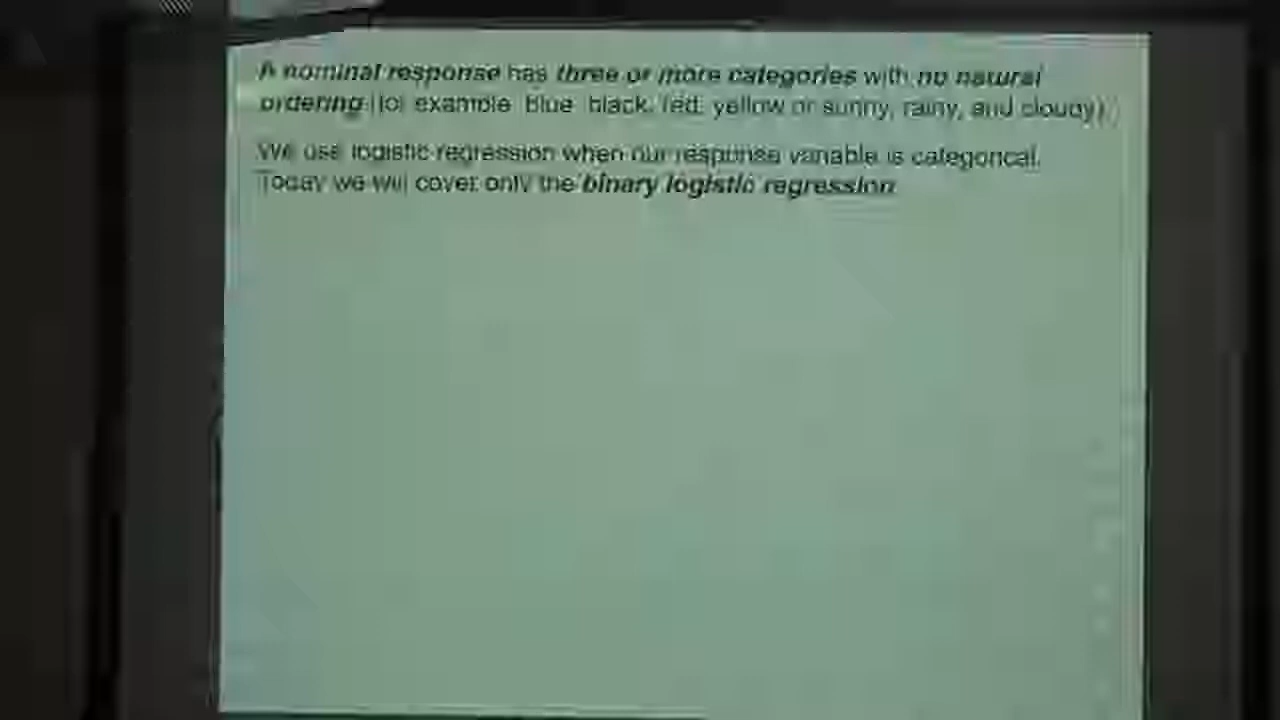 A nominal response has three or more categories with no natural
ordering (for example blue, black, red, yellow or sunny, rainy, and cloudy).
We use logistic regression when our response variable is categorical.
Today we will cover only the binary logistic regression.